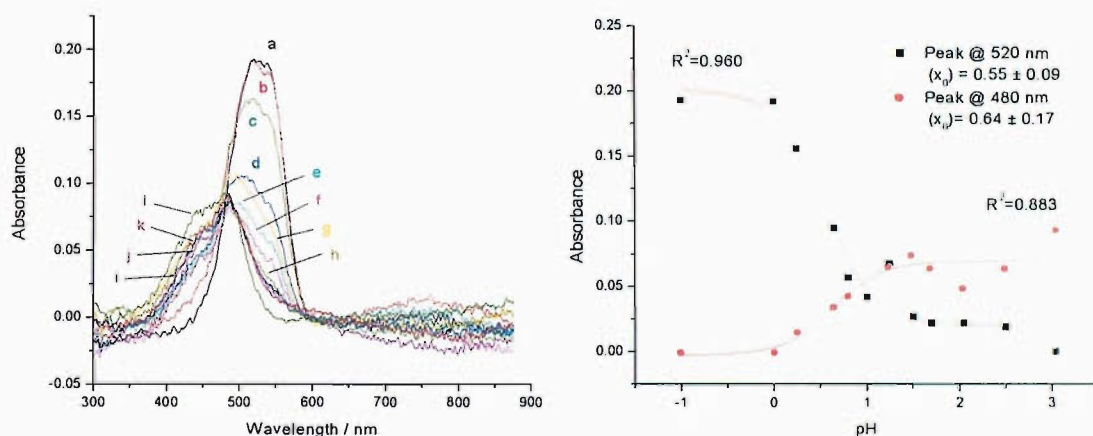 0.20
0.15
0.10
0.05
0.00
-0.05
Absorbance
300 400 500 600 700 800 900
Wavelength / nm
a
b
c
d
e
f
g
h
i
k
j
l
0.25
0.20
0.15
0.10
0.05
0.00
Absorbance
-1 0 1 2 3
pH
R²=0.960
Peak @ 520 nm
(x₀) = 0.55 ± 0.09
Peak @ 480 nm
(x₀)= 0.64 ± 0.17
R²=0.883